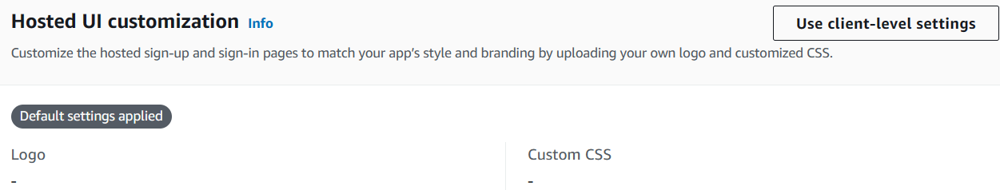 Hosted UI customization Info
Use client-level settings
Customize the hosted sign-up and sign-in pages to match your app's style and branding by uploading your own logo and customized CSS.
Default settings applied
Logo
-
Custom CSS
-